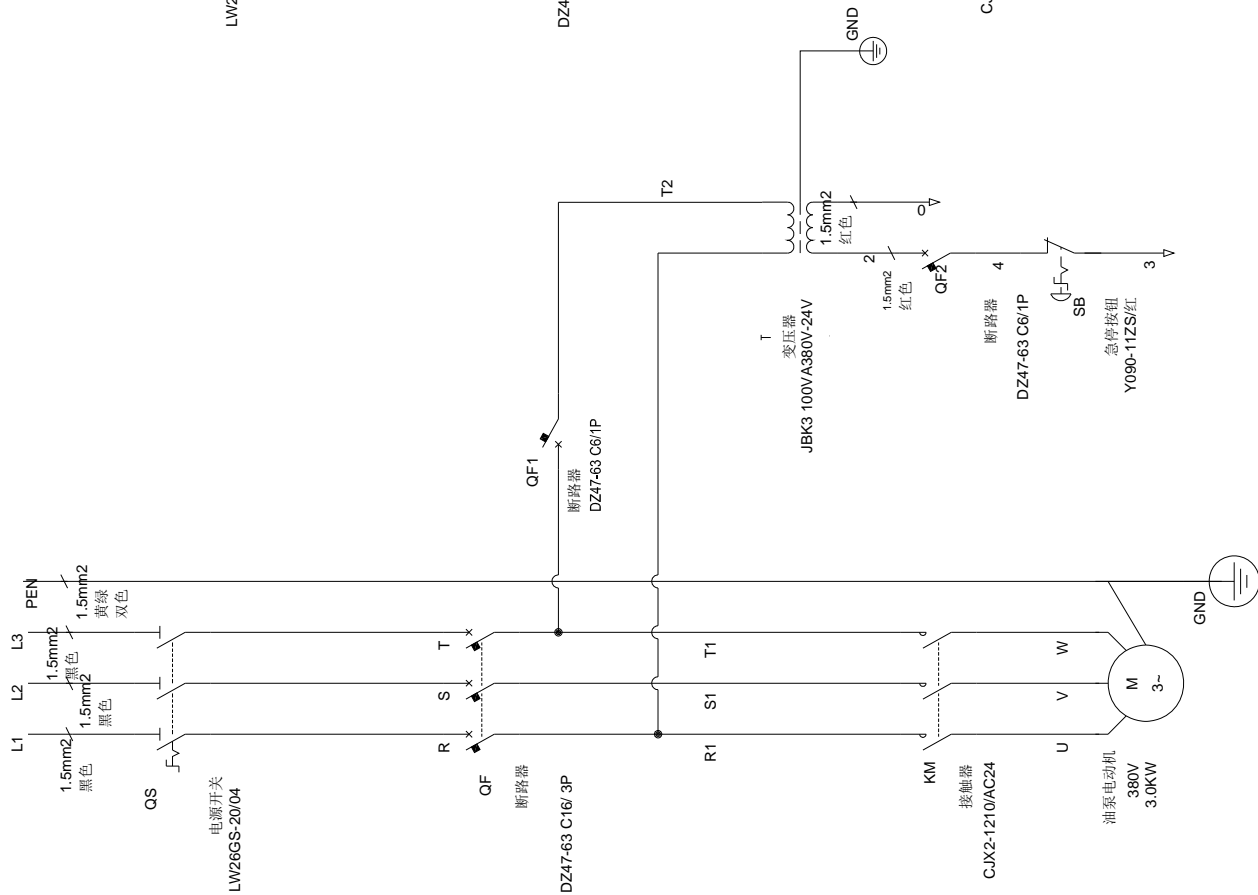 L1
L2
L3
PEN
1.5mm2
黑色
1.5mm2
黑色
1.5mm2
黑色
1.5mm2
黄绿
双色
QS
电源开关
LW26GS-20/04
R
S
T
QF
断路器
DZ47-63 C16/ 3P
QF1
断路器
DZ47-63 C6/1P
R1
S1
T1
T2
KM
接触器
CJX2-1210/AC24
U
V
W
M
3~
油泵电动机
380V
3.0KW
GND
T
变压器
JBK3 100VA380V-24V
1.5mm2
红色
0
2
1.5mm2
红色
QF2
断路器
DZ47-63 C6/1P
4
SB
急停按钮
Y090-11ZS/红
3
GND
LW2
DZ4